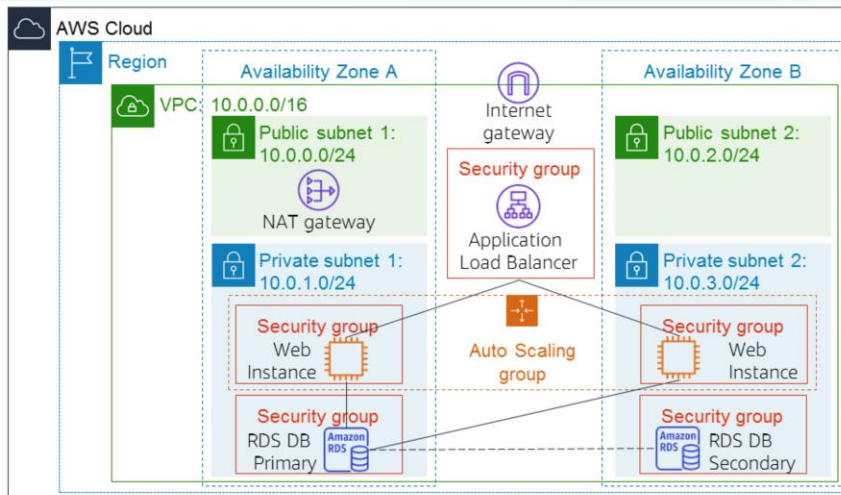 AWS Cloud
Region
Availability Zone A
Availability Zone B
VPC: 10.0.0.0/16
Internet
gateway
Public subnet 1:
10.0.0.0/24
NAT gateway
Security group
Application
Load Balancer
Public subnet 2:
10.0.2.0/24
Private subnet 1:
10.0.1.0/24
Private subnet 2:
10.0.3.0/24
Security group
Web
Instance
Auto Scaling
group
Security group
Web
Instance
Security group
RDS DB
Primary
Amazon
RDS
Security group
Amazon
RDS
RDS DB
Secondary